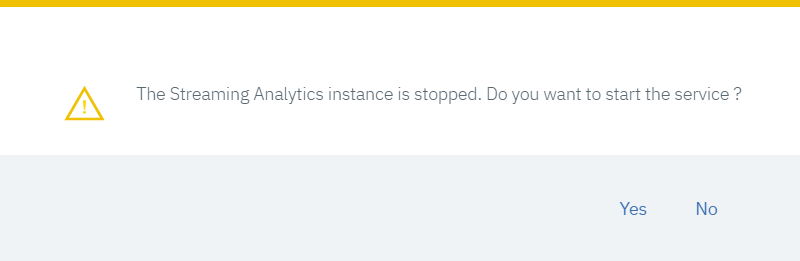 The Streaming Analytics instance is stopped. Do you want to start the service ?
Yes No